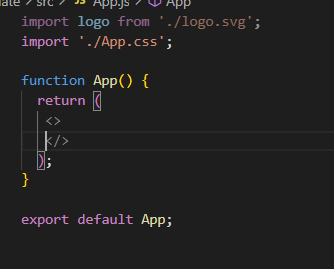 src > JS App.js > App
import logo from './logo.svg';
import './App.css';
function App() {
return (
<>
</>
);
}
export default App;